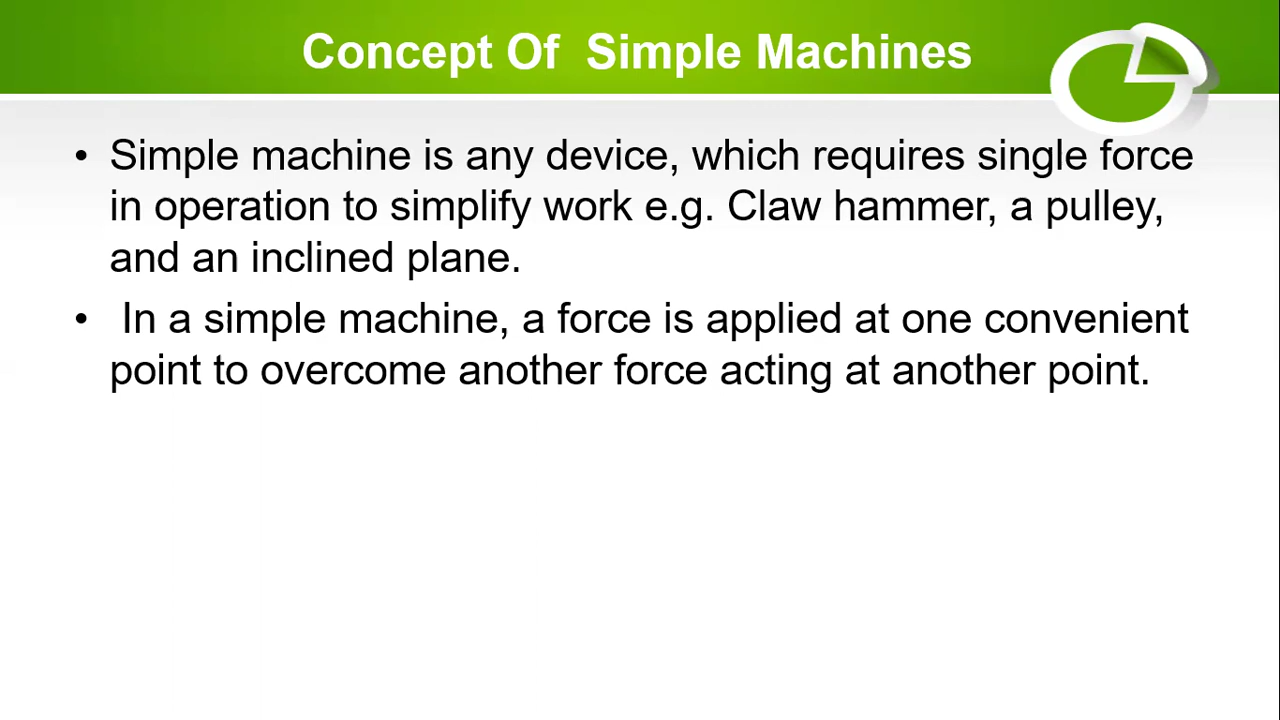 Concept Of  Simple Machines
• Simple machine is any device, which requires single force
in operation to simplify work e.g. Claw hammer, a pulley,
and an inclined plane.
•  In a simple machine, a force is applied at one convenient
point to overcome another force acting at another point.